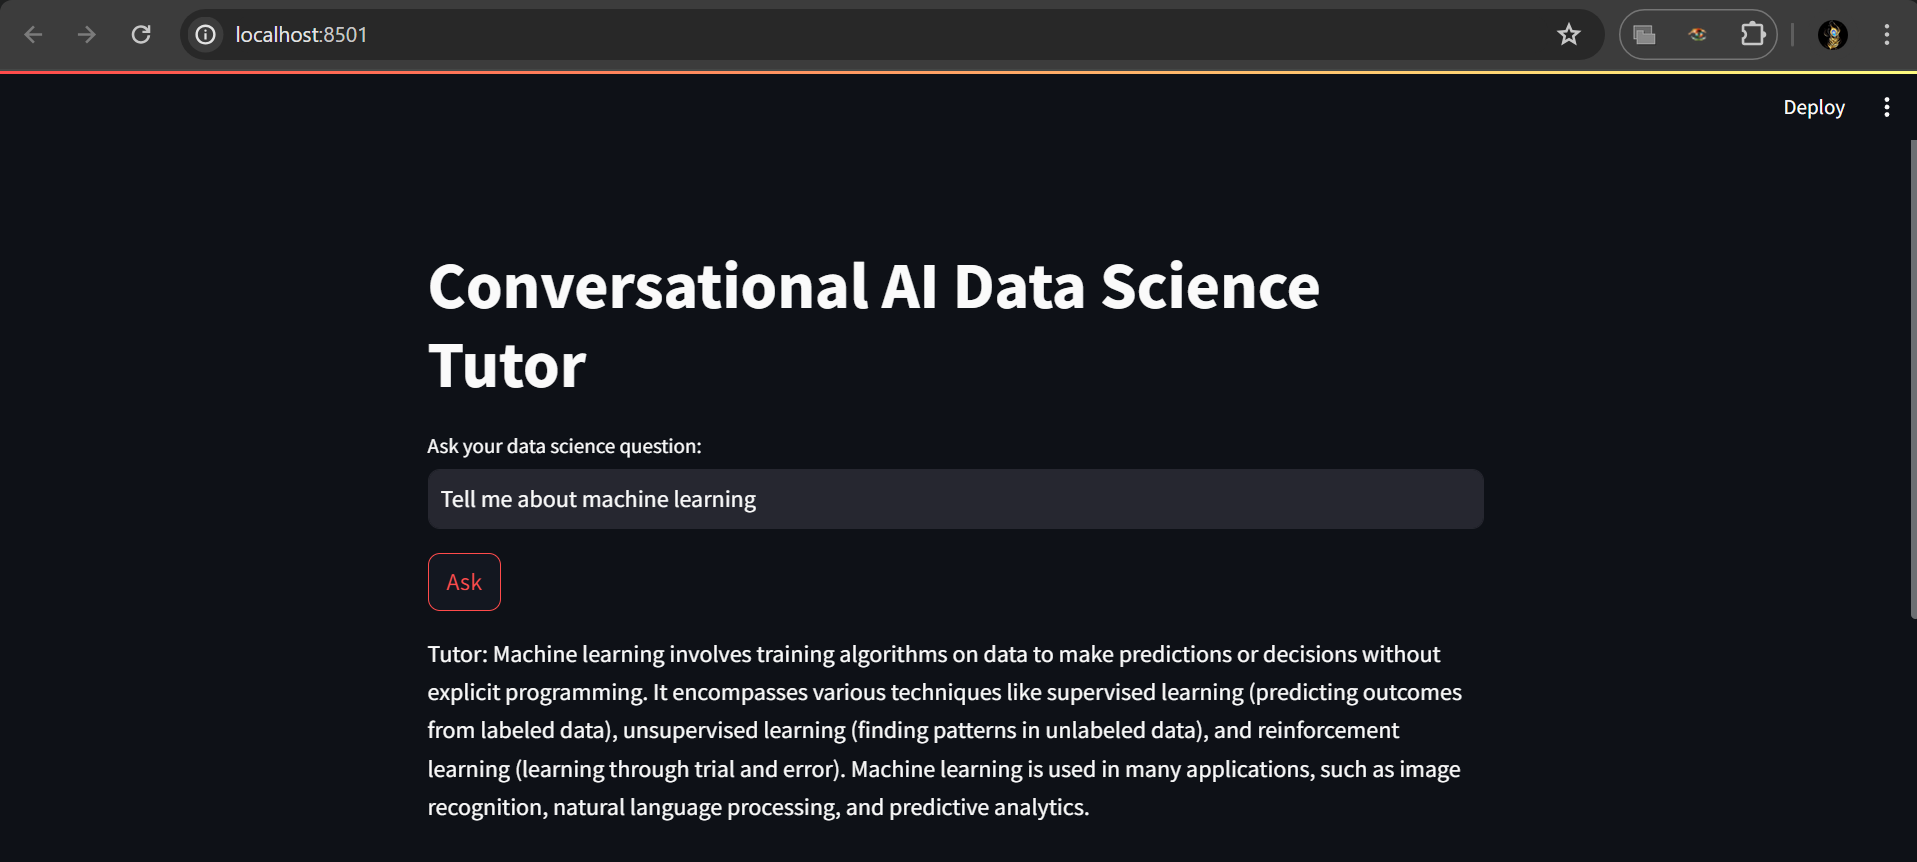 localhost:8501
Deploy
Conversational AI Data Science
Tutor
Ask your data science question:
Tell me about machine learning
Ask
Tutor: Machine learning involves training algorithms on data to make predictions or decisions without
explicit programming. It encompasses various techniques like supervised learning (predicting outcomes
from labeled data), unsupervised learning (finding patterns in unlabeled data), and reinforcement
learning (learning through trial and error). Machine learning is used in many applications, such as image
recognition, natural language processing, and predictive analytics.